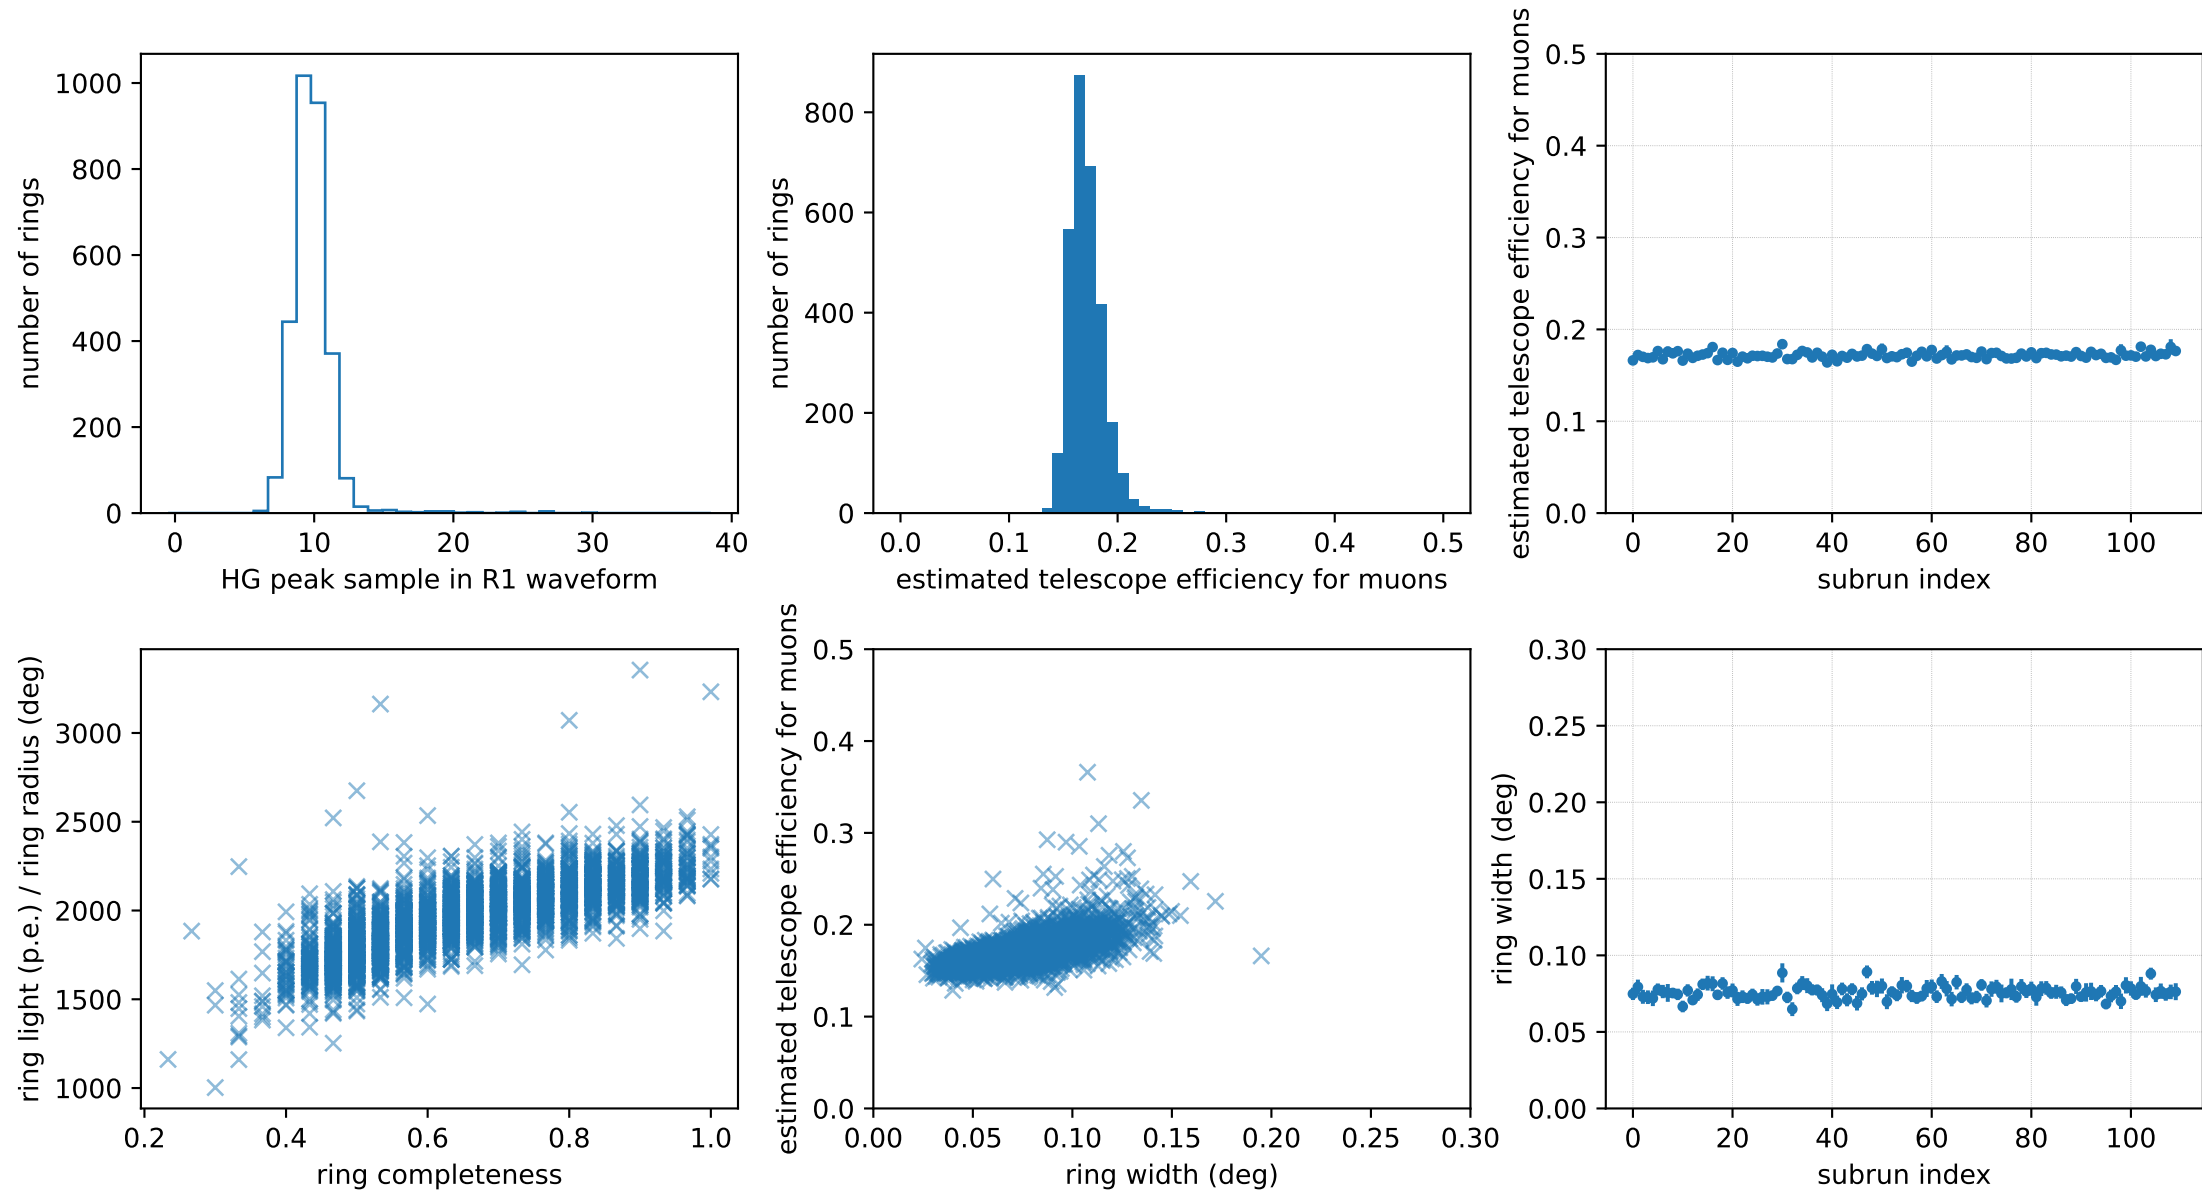 number of rings
1000
800
600
400
200
0
0 10 20 30 40
HG peak sample in R1 waveform
number of rings
800
600
400
200
0
0.0 0.1 0.2 0.3 0.4 0.5
estimated telescope efficiency for muons
estimated telescope efficiency for muons
0.5
0.4
0.3
0.2
0.1
0.0
0 20 40 60 80 100
subrun index
ring light (p.e.) / ring radius (deg)
3000
2500
2000
1500
1000
0.2 0.4 0.6 0.8 1.0
ring completeness
estimated telescope efficiency for muons
0.5
0.4
0.3
0.2
0.1
0.0
0.00 0.05 0.10 0.15 0.20 0.25 0.30
ring width (deg)
ring width (deg)
0.30
0.25
0.20
0.15
0.10
0.05
0.00
0 20 40 60 80 100
subrun index